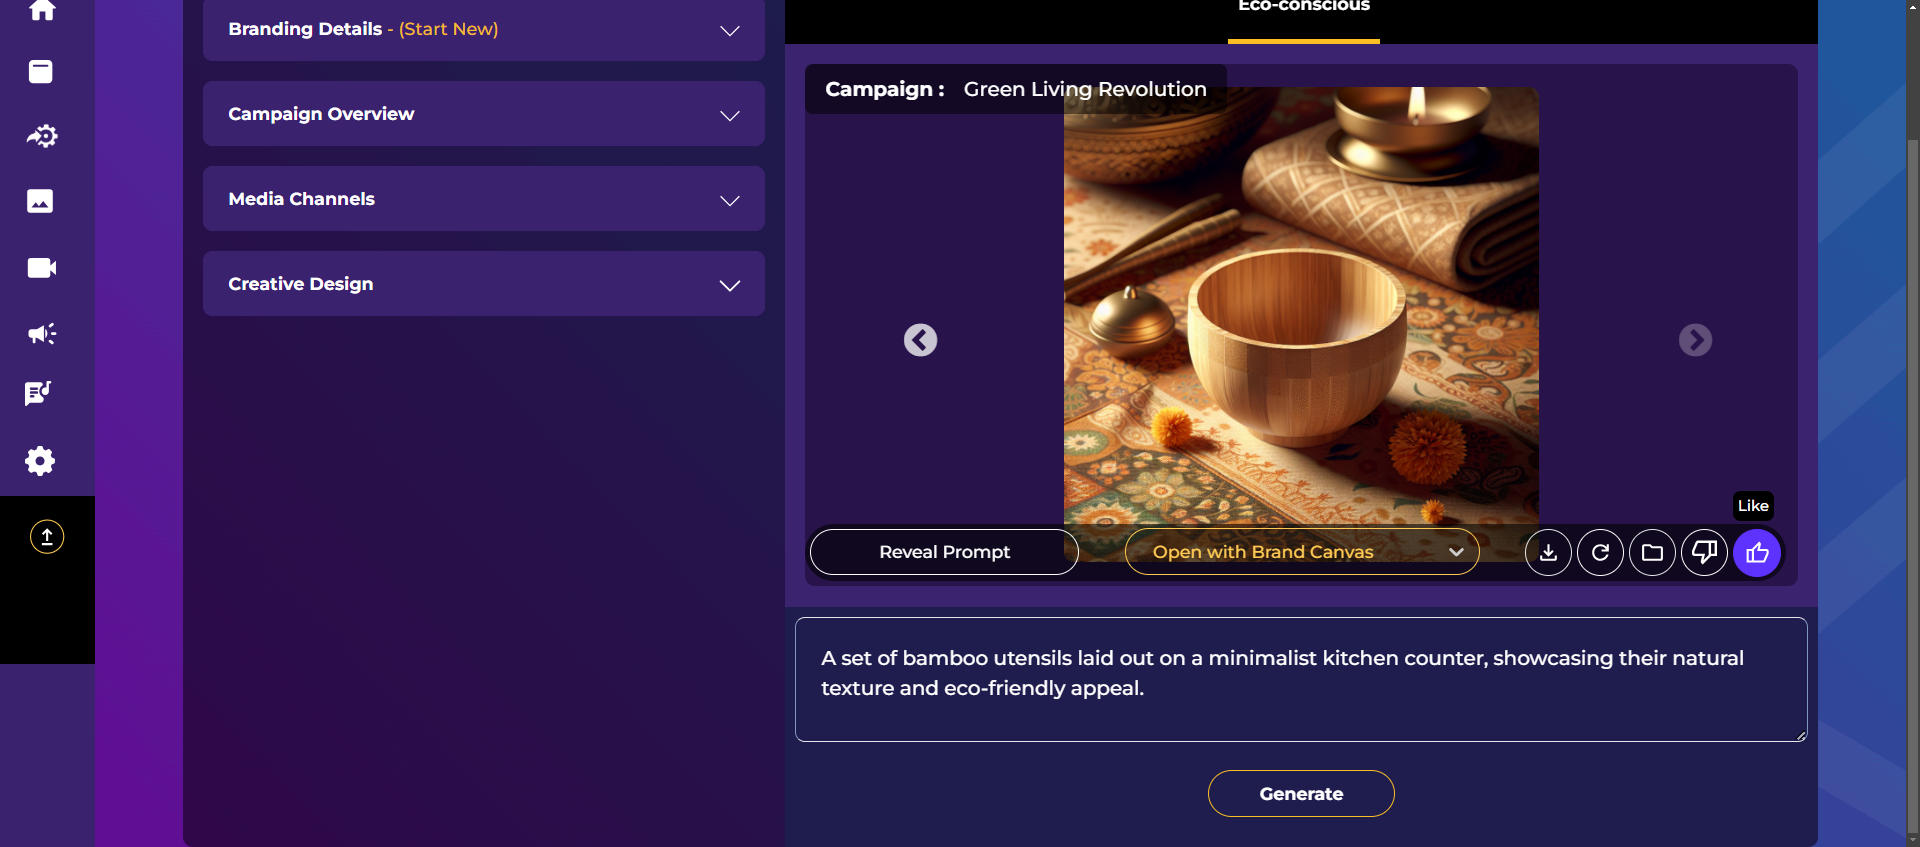 Eco-conscious
Branding Details - (Start New)
Campaign : Green Living Revolution
Campaign Overview
Media Channels
Creative Design
Like
Reveal Prompt
Open with Brand Canvas
A set of bamboo utensils laid out on a minimalist kitchen counter, showcasing their natural
texture and eco-friendly appeal.
Generate